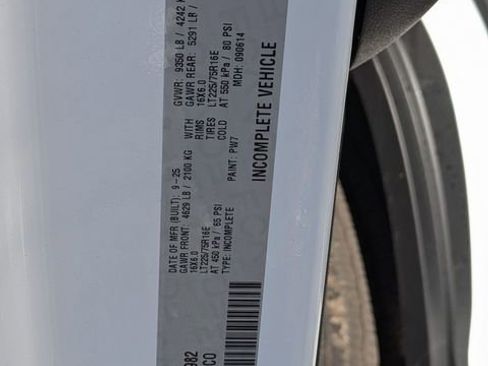 DATE OF MFR (BUILT): 9-25 GVWR: 9350 LB / 4242 K
GAWR FRONT: 4629 LB / 2100 KG WITH GAWR REAR: 5291 LB /
16X6.0 RIMS 16X6.0
LT225/75R16E TIRES LT225/75R16E
AT 450 kPa / 65 PSI COLD AT 550 kPa / 80 PSI
TYPE: INCOMPLETE PAINT: PW7 MDH: 090614
INCOMPLETE VEHICLE
982
CO